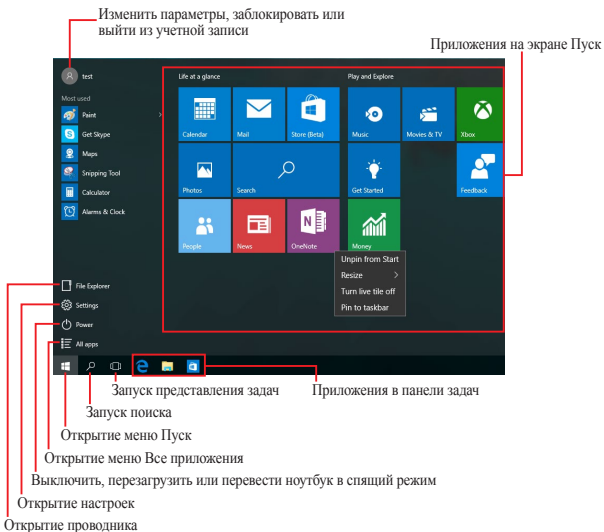 Изменить параметры, заблокировать или
выйти из учетной записи
Приложения на экране Пуск
test
Life at a glance
Play and Explore
Most used
Paint
Get Skype
Maps
Snipping Tool
Calculator
Alarms & Clock
Calendar
Mail
Store (Beta)
Music
Movies & TV
Xbox
Photos
Search
Get Started
Feedback
People
News
OneNote
Money
Unpin from Start
Resize
Turn live tile off
Pin to taskbar
File Explorer
Settings
Power
All apps
Запуск представления задач
Приложения в панели задач
Запуск поиска
Открытие меню Пуск
Открытие меню Все приложения
Выключить, перезагрузить или перевести ноутбук в спящий режим
Открытие настроек
Открытие проводника